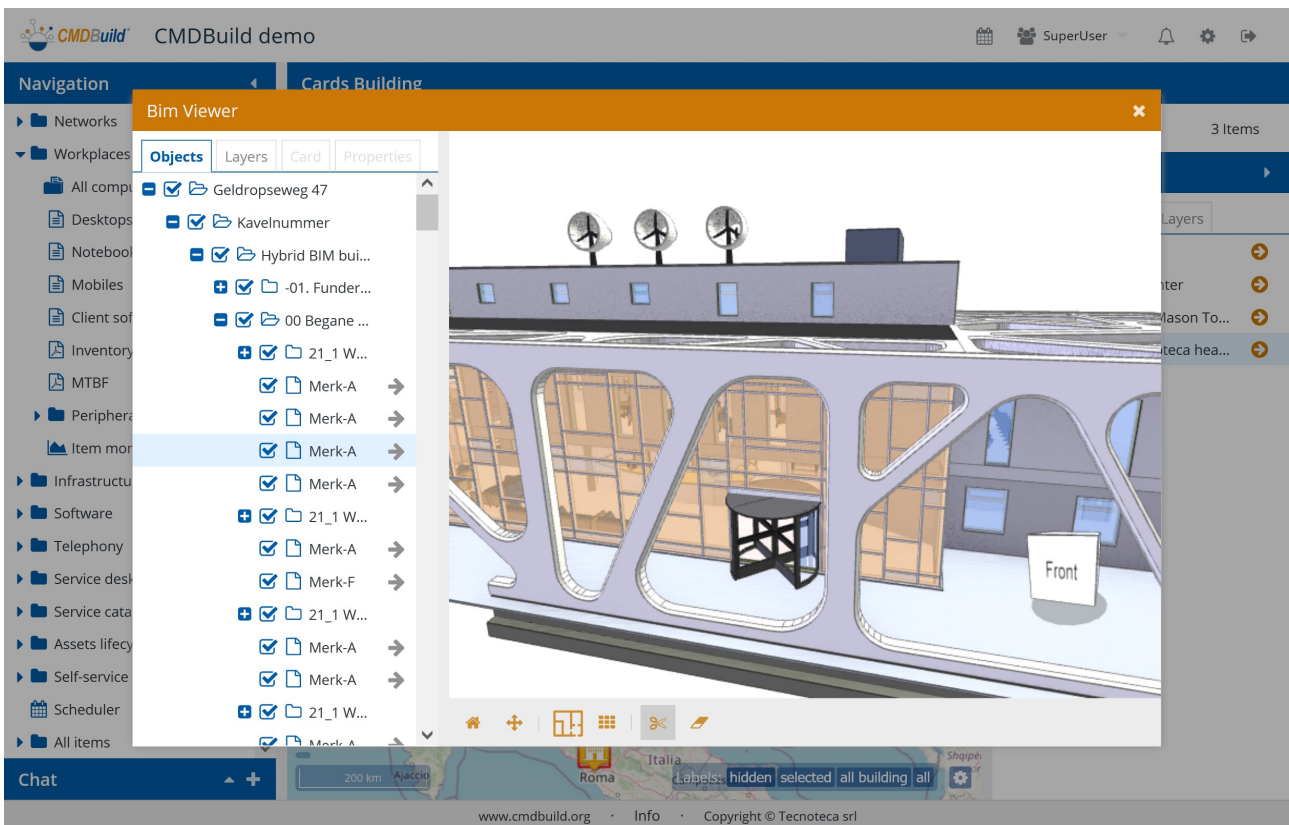 CMDBuild CMDBuild demo SuperUser
Navigation Cards Building
Bim Viewer
Networks 3 Items
Workplaces
Objects Layers Card Properties
All compu
Geldropseweg 47
Desktops Kavelnummer Layers
Notebook Hybrid BIM bui...
Mobiles -01. Funder... nter
Client sof 00 Begane ... Mason To...
Inventory 21_1 W... teca hea...
MTBF Merk-A
Periphera Merk-A
Item mor Merk-A
Infrastructu Merk-A
Software 21_1 W...
Telephony Merk-A
Service desk Merk-F Front
Service cata 21_1 W...
Assets lifecy Merk-A
Self-service Merk-A
Scheduler 21_1 W...
All items Merk-A
Italia Shqipë
Chat 200 km Ajaccio Roma Labels: hidden selected all building all
www.cmdbuild.org · Info · Copyright © Tecnoteca srl